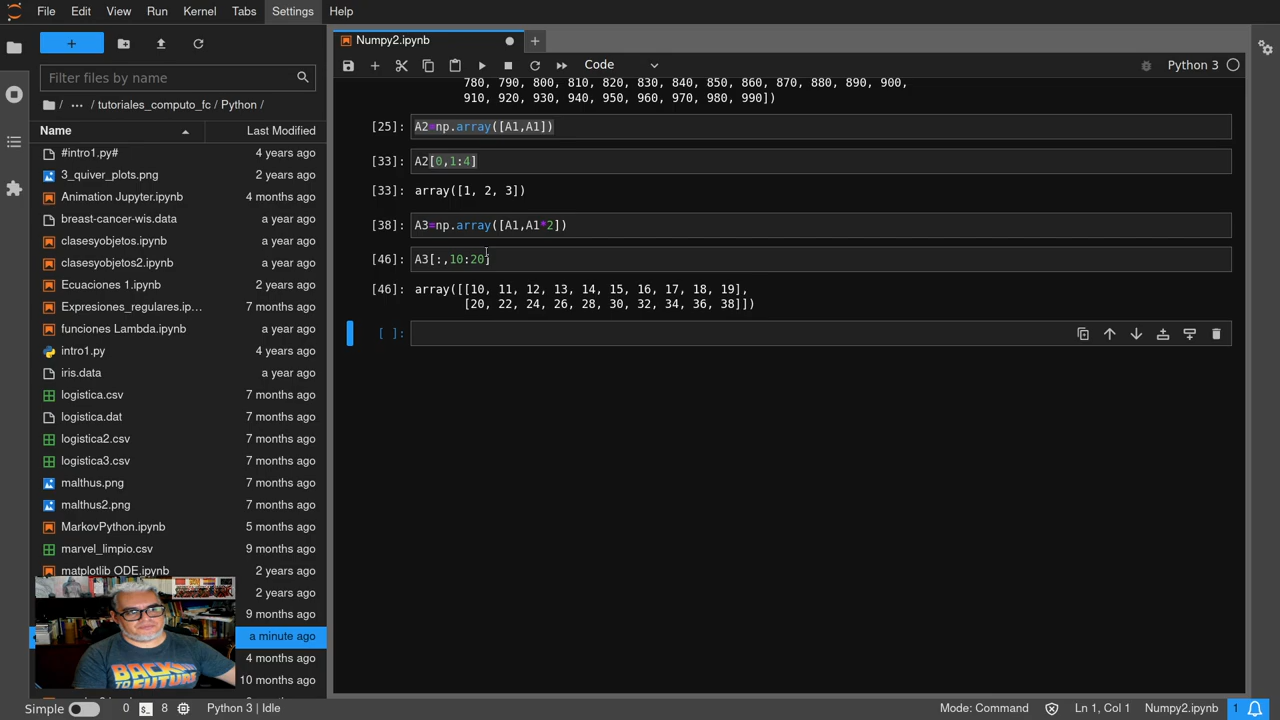 File Edit View Run Kernel Tabs Settings Help
+
Filter files by name
/ ... / tutoriales_computo_fc / Python /
Name Last Modified
#intro1.py# 4 years ago
3_quiver_plots.png 2 years ago
Animation Jupyter.ipynb 4 months ago
breast-cancer-wis.data a year ago
clasesyobjetos.ipynb a year ago
clasesyobjetos2.ipynb a year ago
Ecuaciones 1.ipynb a year ago
Expresiones_regulares.ip... a year ago
funciones Lambda.ipynb a year ago
intro1.py 4 years ago
iris.data a year ago
logistica.csv 7 months ago
logistica.dat 7 months ago
logistica2.csv 7 months ago
logistica3.csv 7 months ago
malthus.png 7 months ago
malthus2.png 7 months ago
MarkovPython.ipynb 5 months ago
marvel_limpio.csv 9 months ago
matplotlib ODE.ipynb 2 years ago
2 years ago
9 months ago
a minute ago
4 months ago
10 months ago
BACK
TO
FUTURE
Numpy2.ipynb
Code
Python 3
780, 790, 800, 810, 820, 830, 840, 850, 860, 870, 880, 890, 900,
910, 920, 930, 940, 950, 960, 970, 980, 990])
[25]: A2=np.array([A1,A1])
[33]: A2[0,1:4]
[33]: array([1, 2, 3])
[38]: A3=np.array([A1,A1*2])
[46]: A3[:,10:20]
[46]: array([[10, 11, 12, 13, 14, 15, 16, 17, 18, 19],
[20, 22, 24, 26, 28, 30, 32, 34, 36, 38]])
[ ]:
Simple 0 $_ 8 Python 3 | Idle Mode: Command Ln 1, Col 1 Numpy2.ipynb 1